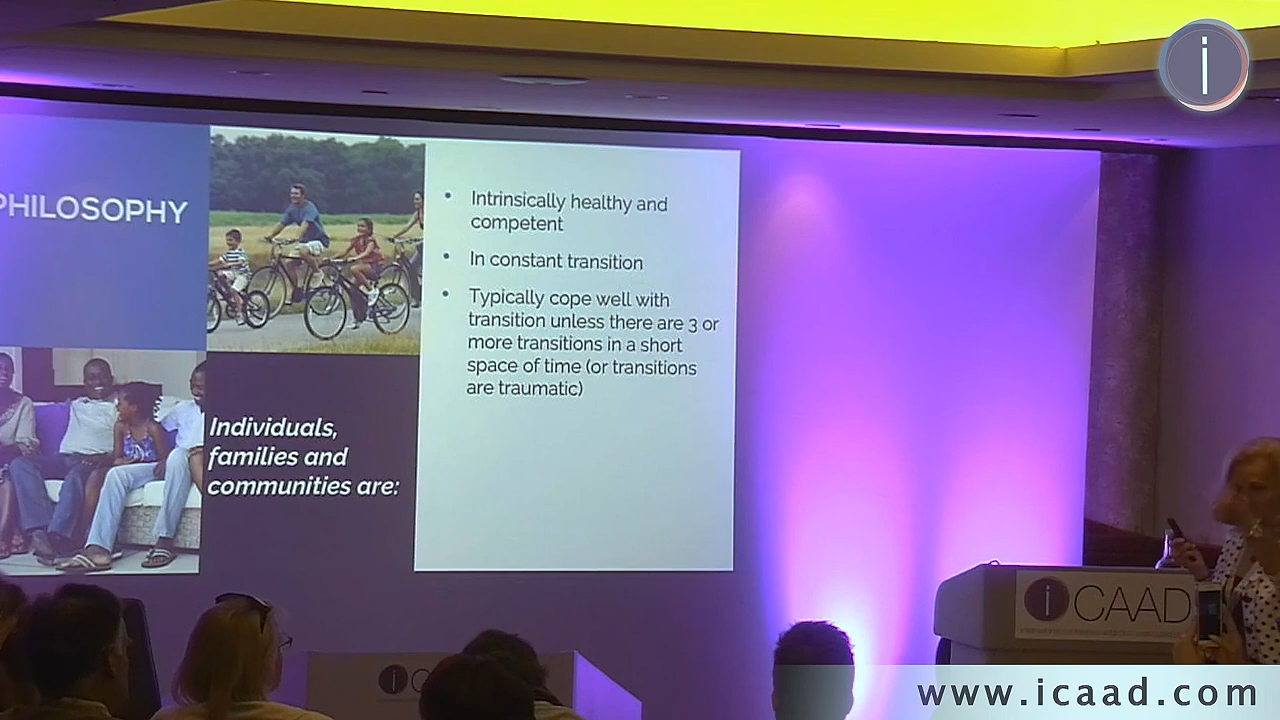 i
PHILOSOPHY
• Intrinsically healthy and
competent
• In constant transition
• Typically cope well with
transition unless there are 3 or
more transitions in a short
space of time (or transitions
are traumatic)
Individuals,
families and
communities are:
i CAAD
i C
www.icaad.com